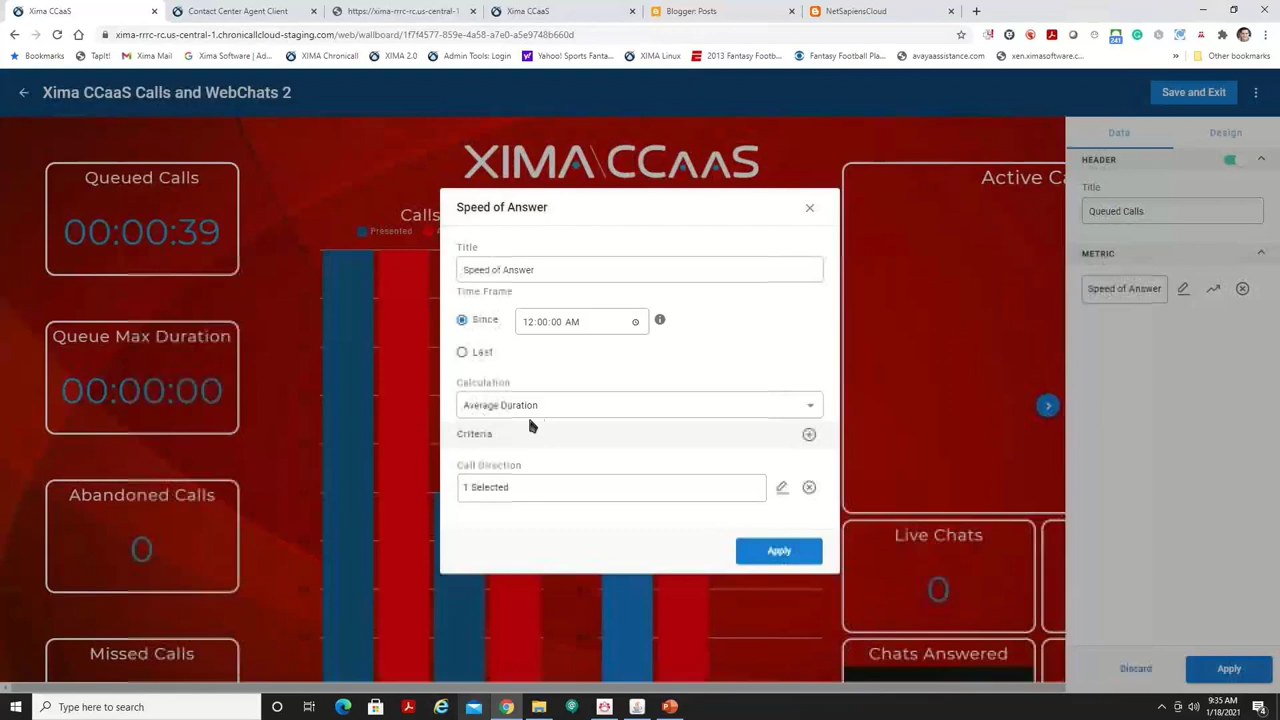 Xima CCaaS
Contact Center Agent Client
https://xima-rrrc-rc.us-central-1
Xima CCaaS
Blogger: Posts
NetSapiensCloud
xima-rrrc-rc.us-central-1.chronicallcloud-staging.com/web/wallboard/1f7f4577-859e-4a58-a7e0-a5e9748b660d
Bookmarks
TapIt!
Xima Mail
Xima Software | Ad...
XIMA Chronicall
XIMA 2.0
Admin Tools: Login
Yahoo! Sports Fanta...
XIMA Linux
2013 Fantasy Footb...
Fantasy Football Pla...
avayaassistance.com
xen.ximasoftware.c...
Other bookmarks
241
Xima CCaaS Calls and WebChats 2
Save and Exit
Data
Design
HEADER
Title
Queued Calls
METRIC
Speed of Answer
Discard
Apply
XIMA\CCAAS
Queued Calls
00:00:39
Queue Max Duration
00:00:00
Abandoned Calls
0
Missed Calls
Calls
Presented
Active Ca
Live Chats
0
Chats Answered
Speed of Answer
Title
Speed of Answer
Time Frame
Since
12:00:00 AM
Last
Calculation
Average Duration
Criteria
Call Direction
1 Selected
Apply
Type here to search
9:35 AM
1/18/2021
4